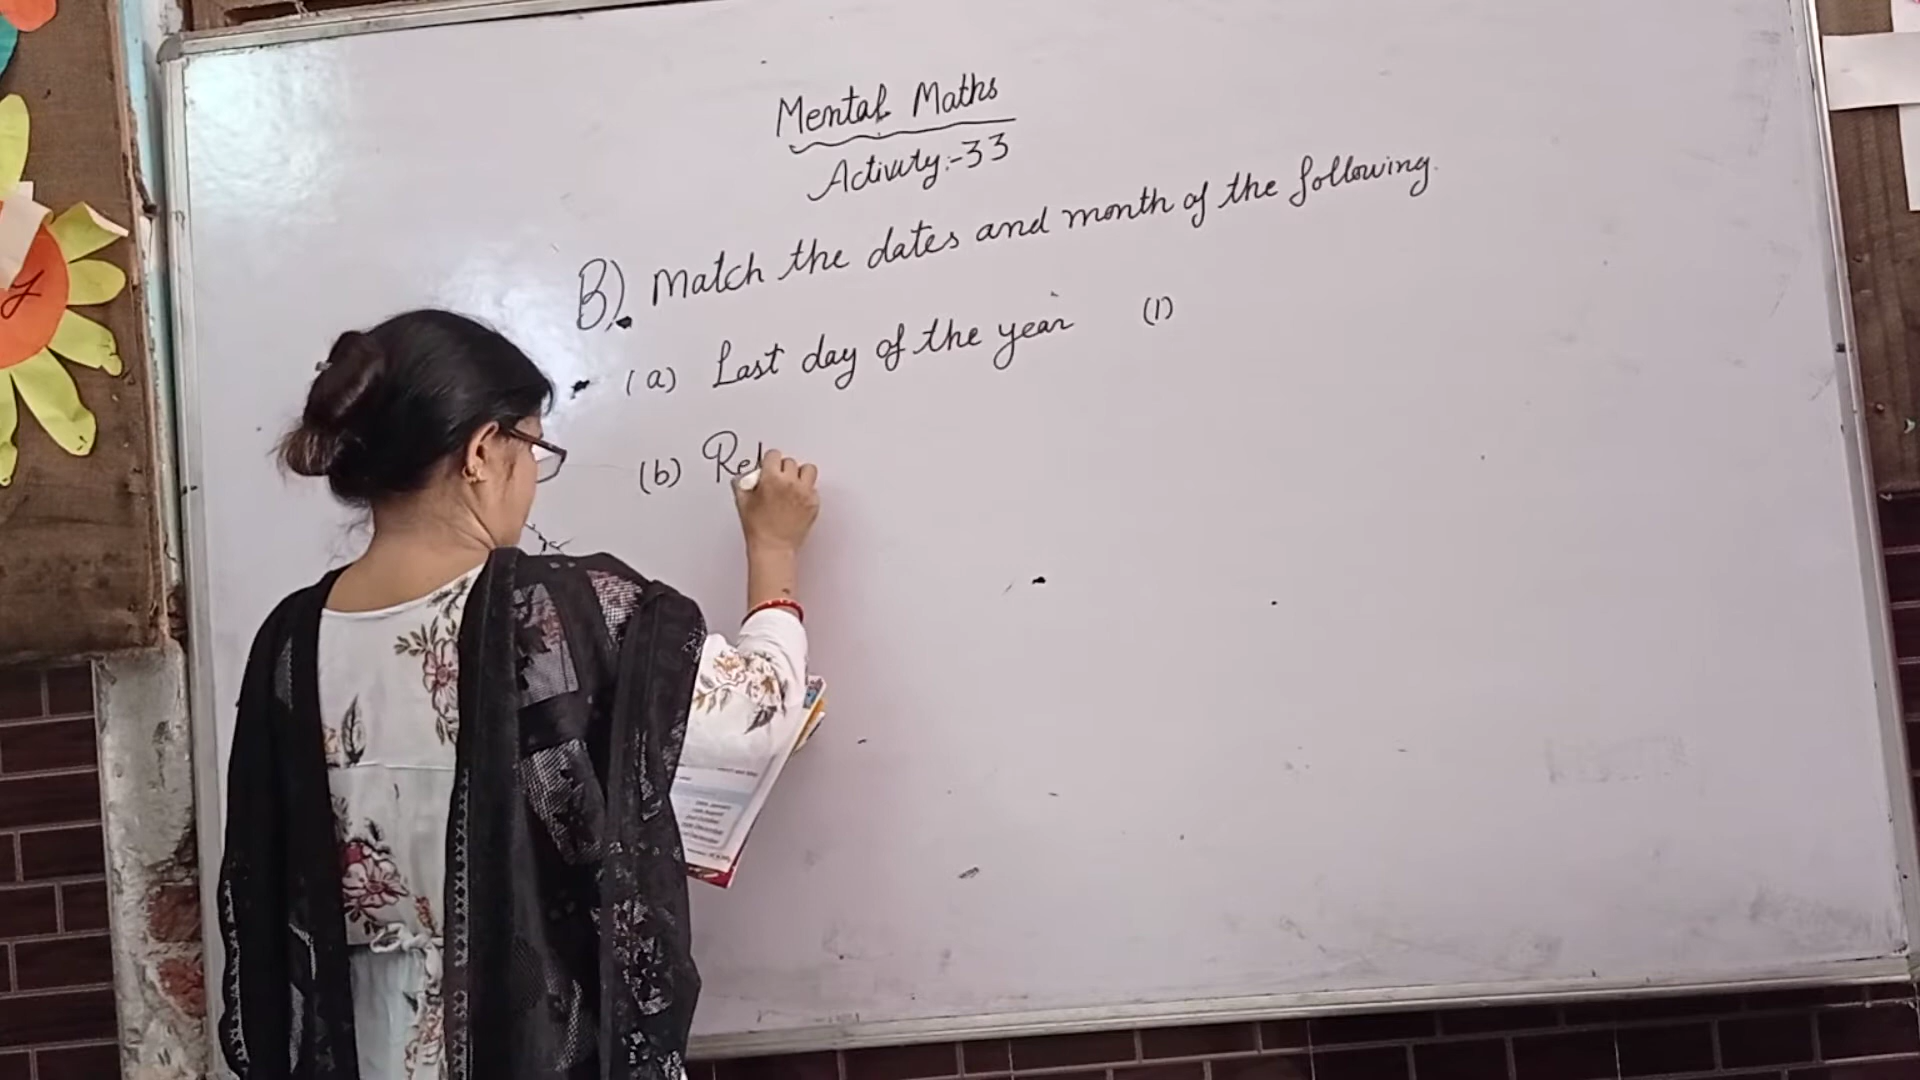 Mental Maths
Activity:-33
B). Match the dates and month of the following.
(a) Last day of the year (1)
(b) Re